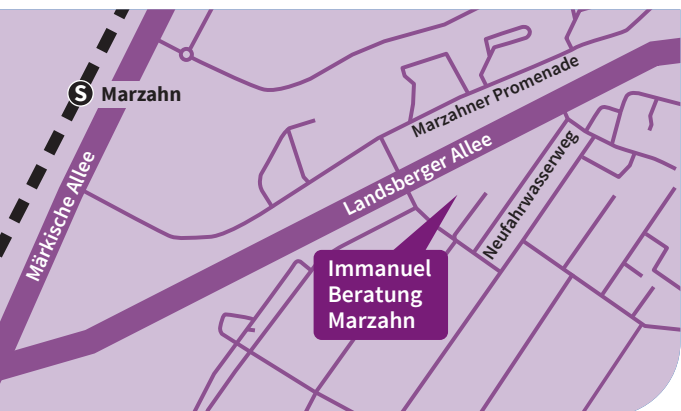 Marzahner Promenade
S Marzahn
Landsberger Allee
Neufahrwasserweg
Märkische Allee
Immanuel
Beratung
Marzahn